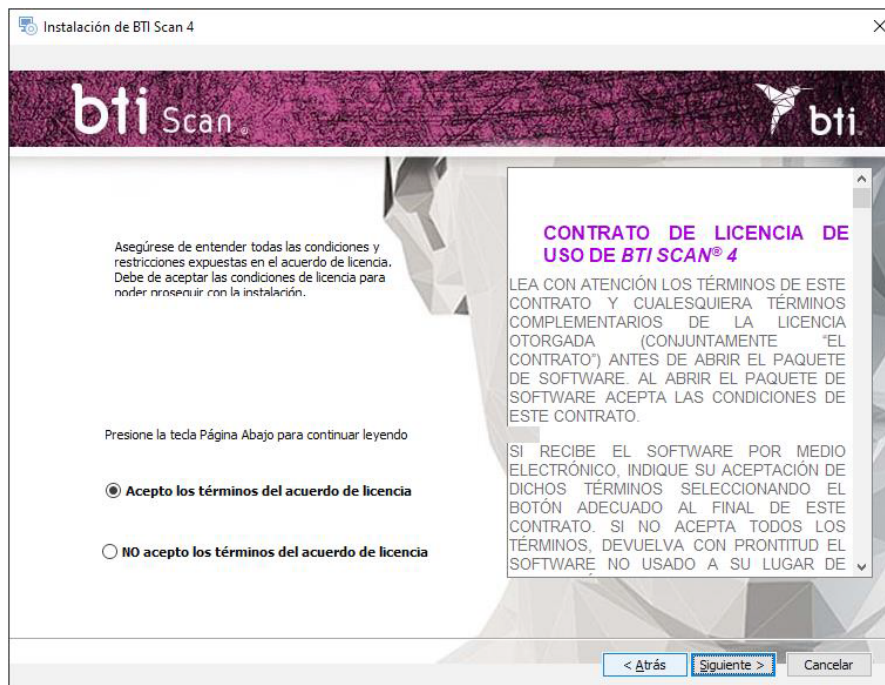 Instalación de BTI Scan 4
bti Scan®
bti
Asegúrese de entender todas las condiciones y
restricciones expuestas en el acuerdo de licencia.
Debe de aceptar las condiciones de licencia para
poder proseguir con la instalación.
Presione la tecla Página Abajo para continuar leyendo
Acepto los términos del acuerdo de licencia
NO acepto los términos del acuerdo de licencia
CONTRATO DE LICENCIA DE
USO DE BTI SCAN® 4
LEA CON ATENCIÓN LOS TÉRMINOS DE ESTE
CONTRATO Y CUALESQUIERA TÉRMINOS
COMPLEMENTARIOS DE LA LICENCIA
OTORGADA (CONJUNTAMENTE “EL
CONTRATO”) ANTES DE ABRIR EL PAQUETE
DE SOFTWARE. AL ABRIR EL PAQUETE DE
SOFTWARE ACEPTA LAS CONDICIONES DE
ESTE CONTRATO.
SI RECIBE EL SOFTWARE POR MEDIO
ELECTRÓNICO, INDIQUE SU ACEPTACIÓN DE
DICHOS TÉRMINOS SELECCIONANDO EL
BOTÓN ADECUADO AL FINAL DE ESTE
CONTRATO. SI NO ACEPTA TODOS LOS
TÉRMINOS, DEVUELVA CON PRONTITUD EL
SOFTWARE NO USADO A SU LUGAR DE
< Atrás
Siguiente >
Cancelar